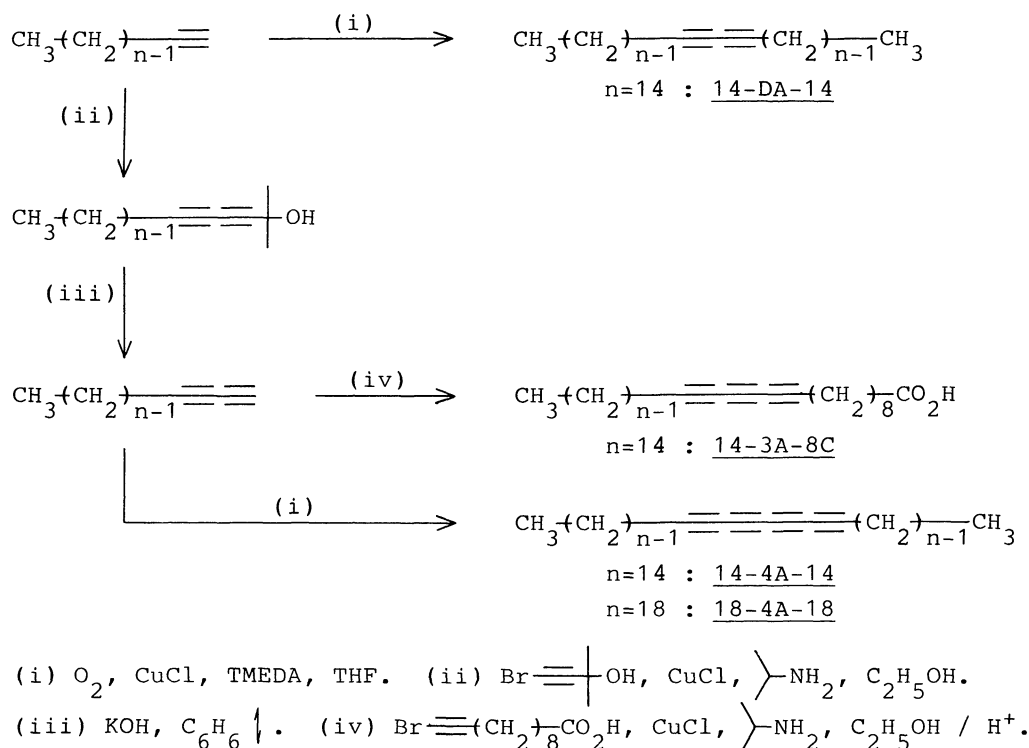 CH₃(CH₂)ₙ₋₁≡ (i) CH₃(CH₂)ₙ₋₁≡≡(CH₂)ₙ₋₁CH₃
n=14 : 14-DA-14
(ii)
CH₃(CH₂)ₙ₋₁≡≡OH
(iii)
CH₃(CH₂)ₙ₋₁≡≡ (iv) CH₃(CH₂)ₙ₋₁≡≡≡(CH₂)₈CO₂H
n=14 : 14-3A-8C
(i) CH₃(CH₂)ₙ₋₁≡≡≡≡(CH₂)ₙ₋₁CH₃
n=14 : 14-4A-14
n=18 : 18-4A-18
(i) O₂, CuCl, TMEDA, THF. (ii) Br≡OH, CuCl, NH₂, C₂H₅OH.
(iii) KOH, C₆H₆ ⥮. (iv) Br≡(CH₂)₈CO₂H, CuCl, NH₂, C₂H₅OH / H⁺.